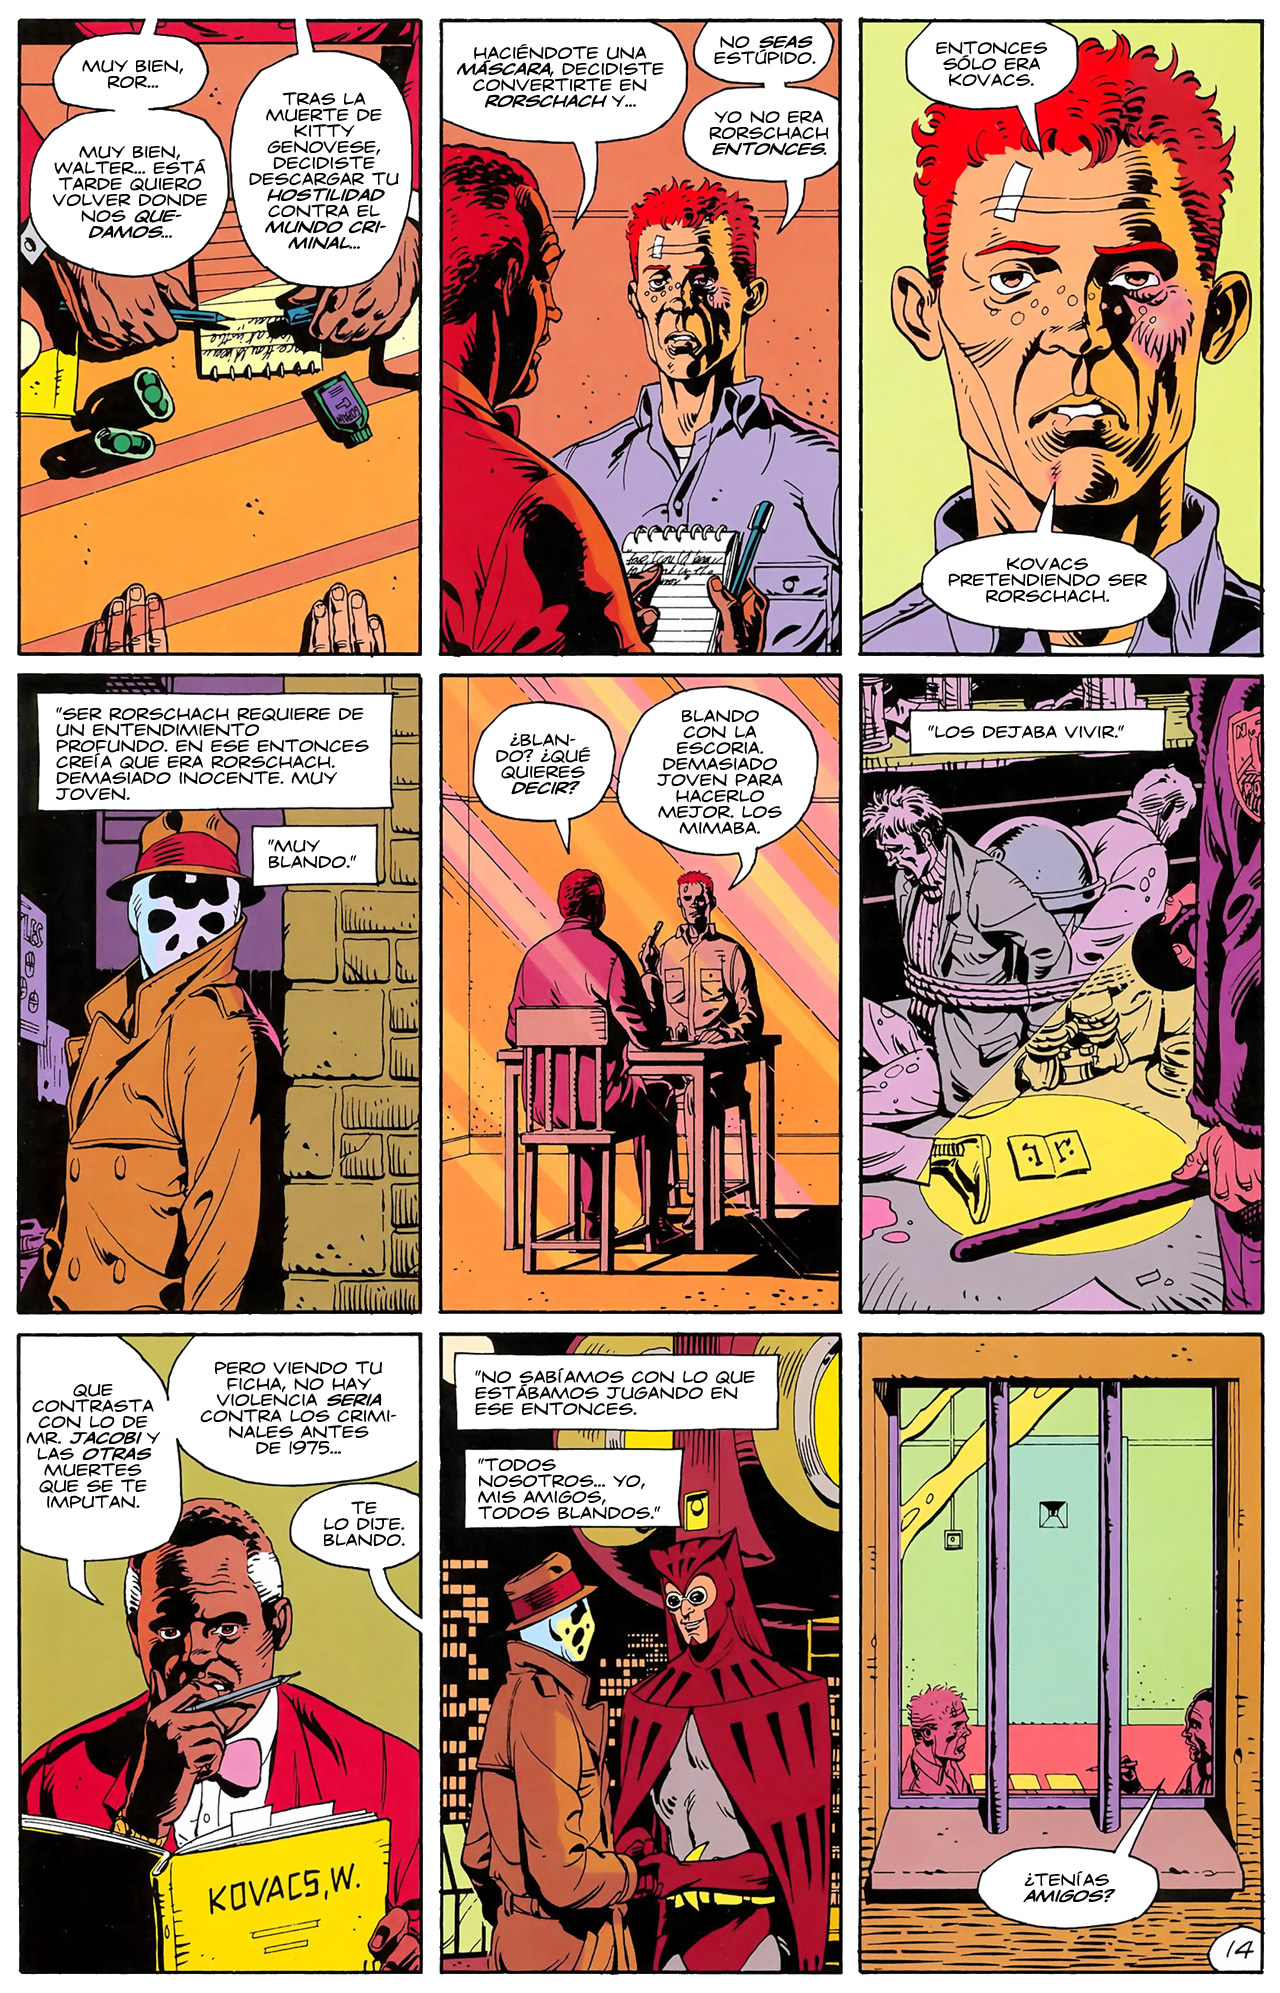 MUY BIEN,
ROR...
MUY BIEN,
WALTER... ESTÁ
TARDE QUIERO
VOLVER DONDE
NOS QUE-
DAMOS...
TRAS LA
MUERTE DE
KITTY
GENOVESE,
DECIDISTE
DESCARGAR TU
HOSTILIDAD
CONTRA EL
MUNDO CRI-
MINAL...
HACIÉNDOTE UNA
MÁSCARA, DECIDISTE
CONVERTIRTE EN
RORSCHACH Y...
NO SEAS
ESTÚPIDO.
YO NO ERA
RORSCHACH
ENTONCES.
ENTONCES
SÓLO ERA
KOVACS.
KOVACS
PRETENDIENDO SER
RORSCHACH.
"SER RORSCHACH REQUIERE DE
UN ENTENDIMIENTO
PROFUNDO. EN ESE ENTONCES
CREÍA QUE ERA RORSCHACH.
DEMASIADO INOCENTE. MUY
JOVEN.
"MUY
BLANDO."
¿BLAN-
DO? ¿QUÉ
QUIERES
DECIR?
BLANDO
CON LA
ESCORIA.
DEMASIADO
JOVEN PARA
HACERLO
MEJOR. LOS
MIMABA.
"LOS DEJABA VIVIR."
PERO VIENDO TU
FICHA, NO HAY
VIOLENCIA SERIA
CONTRA LOS CRIMI-
NALES ANTES
DE 1975...
QUE
CONTRASTA
CON LO DE
MR. JACOBI Y
LAS OTRAS
MUERTES
QUE SE TE
IMPUTAN.
TE
LO DIJE.
BLANDO.
KOVACS, W.
"NO SABÍAMOS CON LO QUE
ESTÁBAMOS JUGANDO EN
ESE ENTONCES.
"TODOS
NOSOTROS... YO,
MIS AMIGOS,
TODOS BLANDOS."
¿TENÍAS
AMIGOS?
14